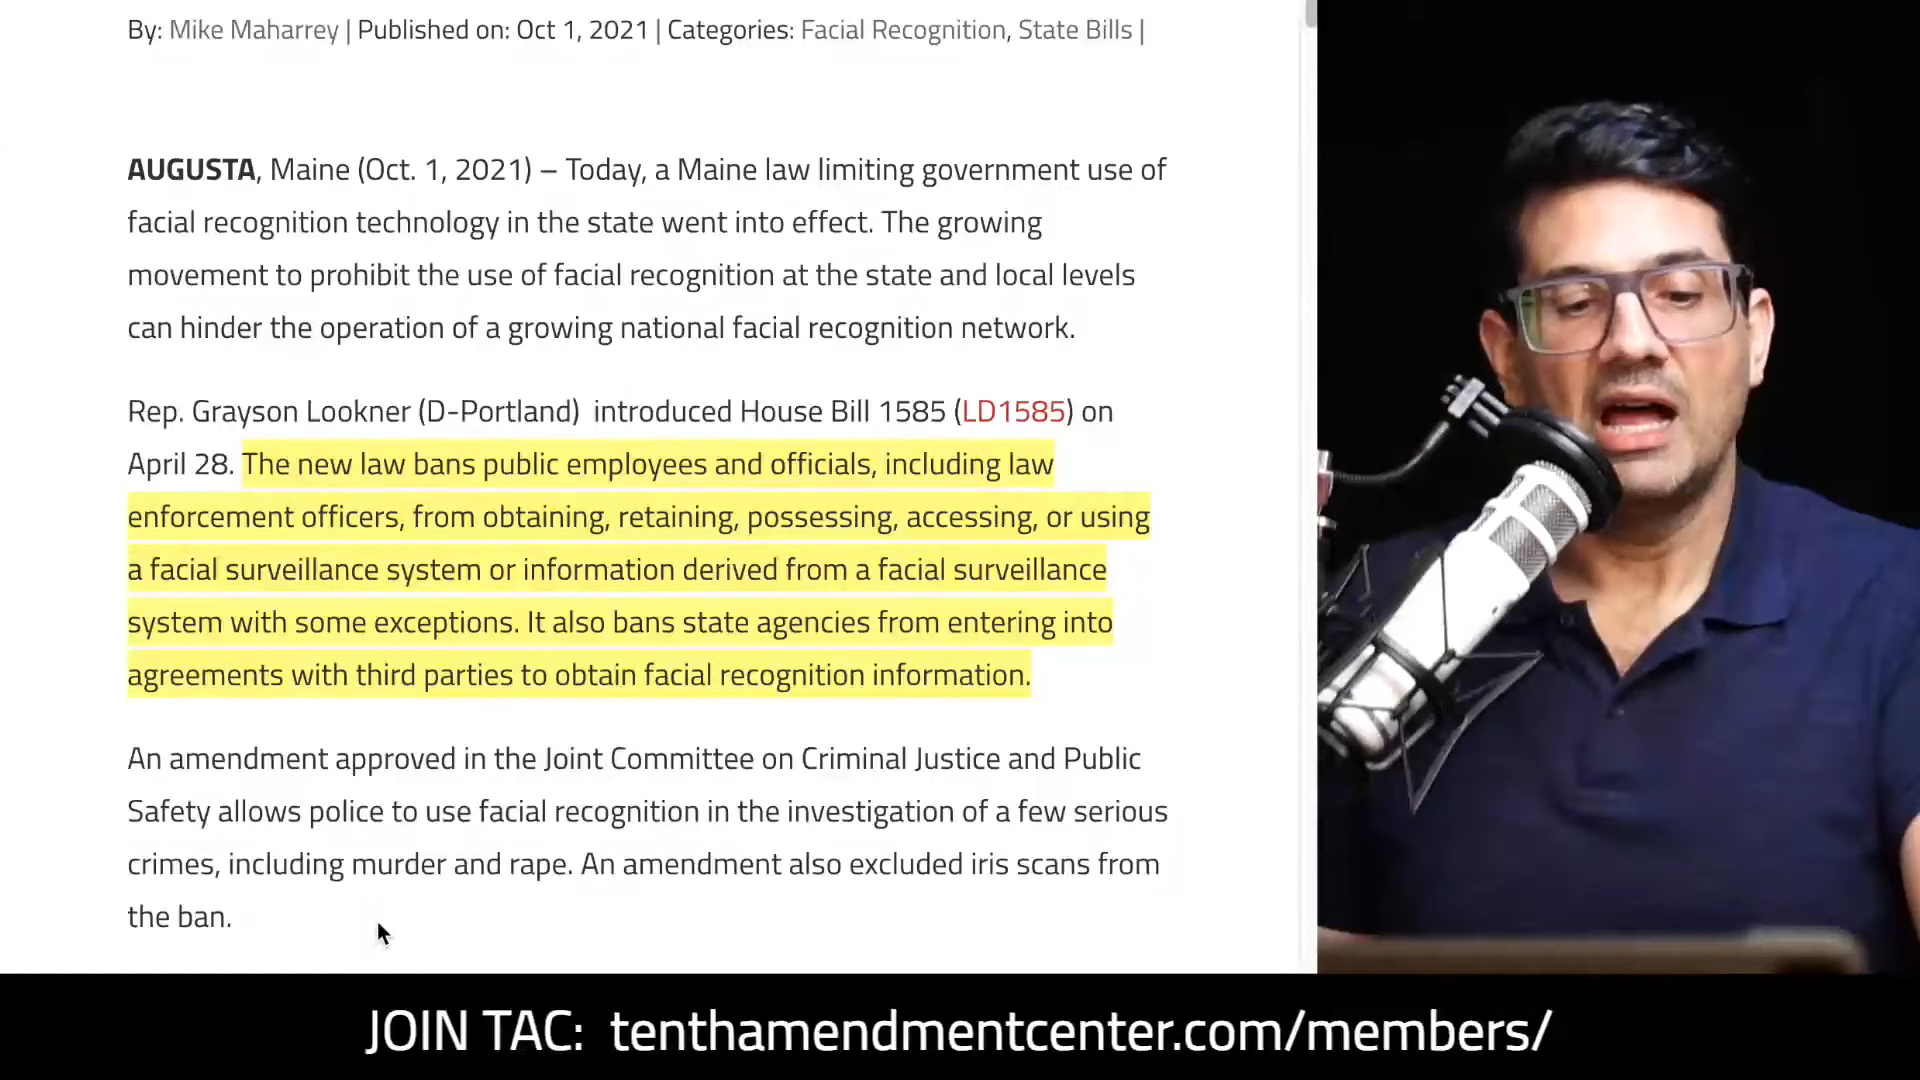 By: Mike Maharrey | Published on: Oct 1, 2021 | Categories: Facial Recognition, State Bills |
AUGUSTA, Maine (Oct. 1, 2021) – Today, a Maine law limiting government use of
facial recognition technology in the state went into effect. The growing
movement to prohibit the use of facial recognition at the state and local levels
can hinder the operation of a growing national facial recognition network.
Rep. Grayson Lookner (D-Portland) introduced House Bill 1585 (LD1585) on
April 28. The new law bans public employees and officials, including law
enforcement officers, from obtaining, retaining, possessing, accessing, or using
a facial surveillance system or information derived from a facial surveillance
system with some exceptions. It also bans state agencies from entering into
agreements with third parties to obtain facial recognition information.
An amendment approved in the Joint Committee on Criminal Justice and Public
Safety allows police to use facial recognition in the investigation of a few serious
crimes, including murder and rape. An amendment also excluded iris scans from
the ban.
JOIN TAC: tenthamendmentcenter.com/members/